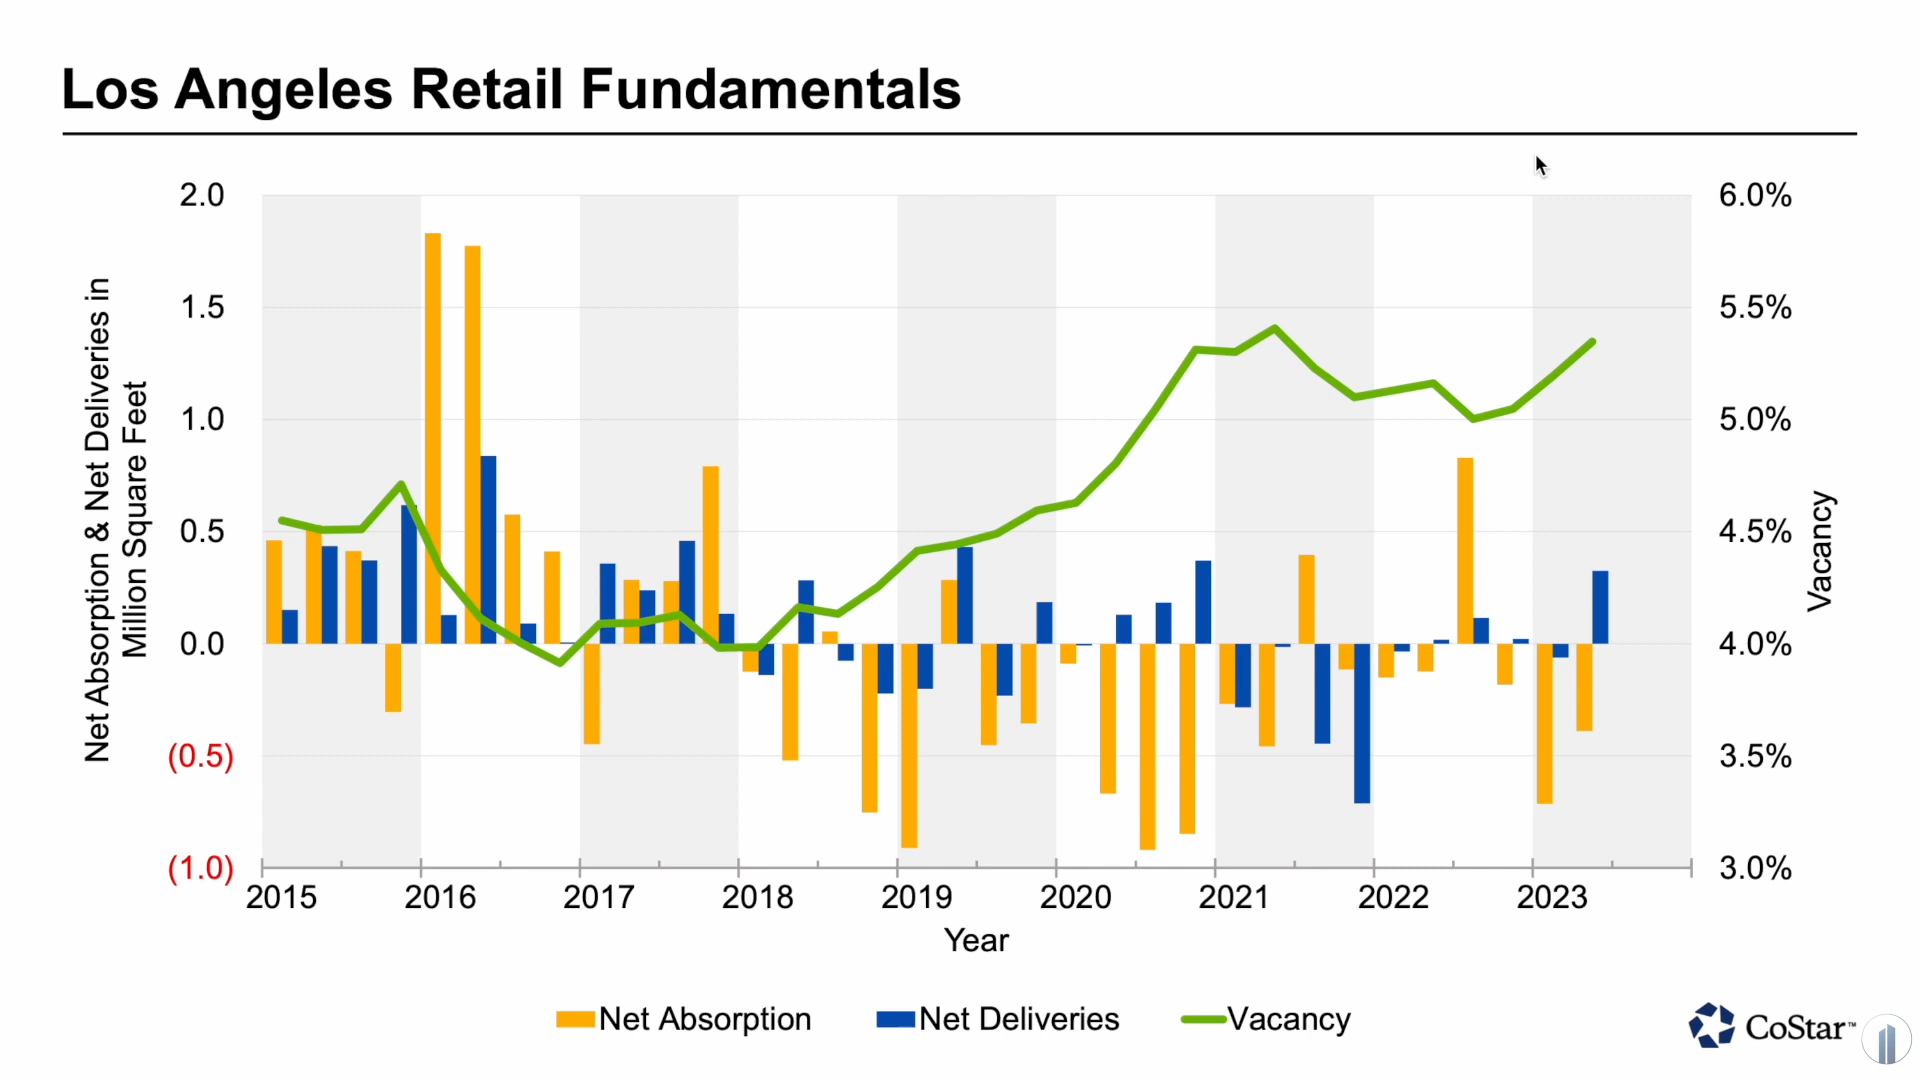 Los Angeles Retail Fundamentals
Net Absorption & Net Deliveries in
Million Square Feet
2.0
1.5
1.0
0.5
0.0
(0.5)
(1.0)
6.0%
5.5%
5.0%
4.5%
4.0%
3.5%
3.0%
Vacancy
2015 2016 2017 2018 2019 2020 2021 2022 2023
Year
Net Absorption Net Deliveries Vacancy
CoStar™